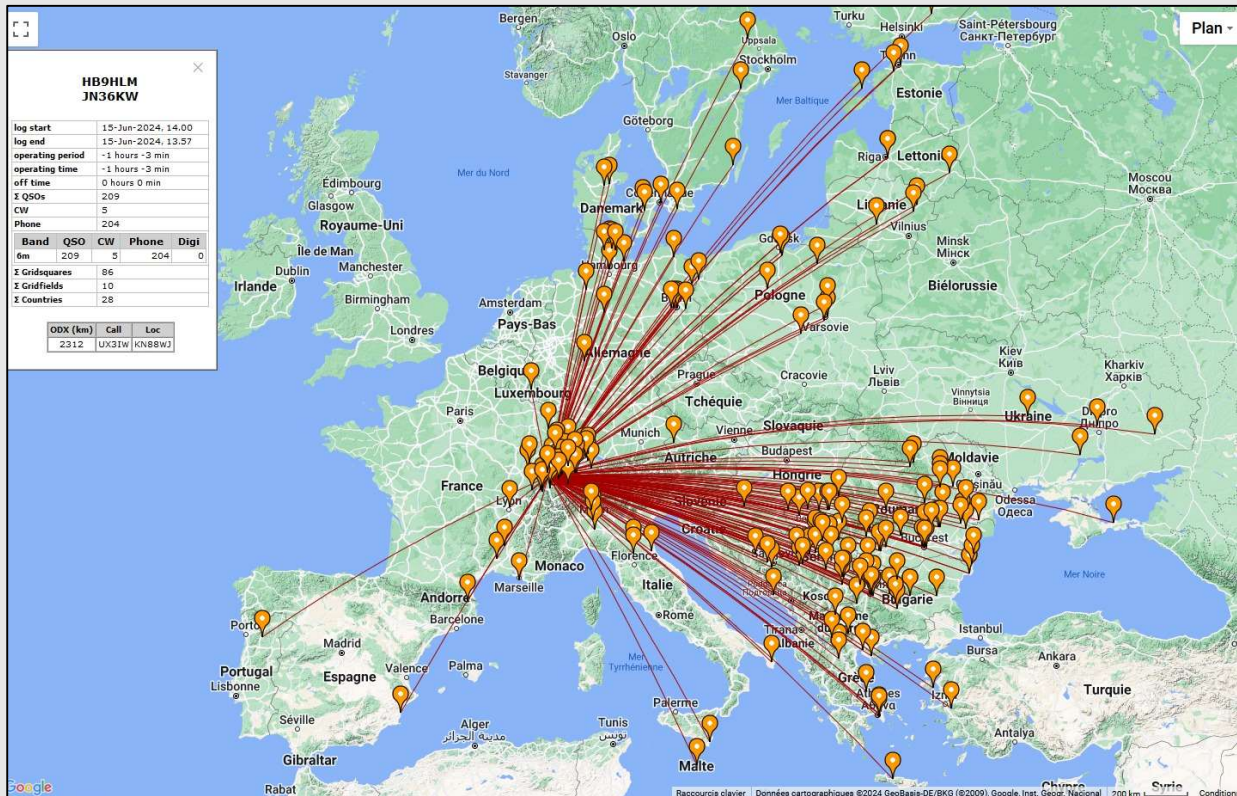 HB9HLM
JN36KW
log start 15-Jun-2024, 14.00
log end 15-Jun-2024, 13.57
operating period -1 hours -3 min
operating time -1 hours -3 min
off time 0 hours 0 min
Σ QSOs 209
CW 5
Phone 204
Band QSO CW Phone Digi
6m 209 5 204 0
Σ Gridsquares 86
Σ Gridfields 10
Σ Countries 28
ODX (km) Call Loc
2312 UX3IW KN88WJ
Plan
Bergen
Oslo
Stavanger
Uppsala
Stockholm
Turku
Helsinki
Saint-Pétersbourg
Санкт-Петербург
Estonie
Mer Baltique
Göteborg
Riga
Lettonie
Moscou
Москва
Mer du Nord
Édimbourg
Glasgow
Royaume-Uni
Île de Man
Danemark
Vilnius
Minsk
Мінск
Biélorussie
Dublin
Irlande
Manchester
Birmingham
Londres
Hambourg
Amsterdam
Pays-Bas
Pologne
Varsovie
Allemagne
Belgique
Luxembourg
Prague
Tchéquie
Cracovie
Lviv
Львів
Kiev
Київ
Kharkiv
Харків
Vinnytsia
Вінниця
Ukraine
Дніпро
Paris
Munich
Vienne
Slovaquie
Autriche
Budapest
Hongrie
Moldavie
Odessa
Одеса
France
Lyon
Slovénie
Croatie
Florence
Monaco
Marseille
Italie
Rome
Andorre
Barcelone
Mer Noire
Bulgarie
Tirana
Albanie
Istanbul
Bursa
Ankara
Turquie
Porto
Madrid
Portugal
Espagne
Lisbonne
Valence
Palma
Mer
Tyrrhénienne
Grèce
Séville
Gibraltar
Rabat
Alger
مدينة الجزائر
Tunis
تونس
Palerme
Malte
Antalya
Chypre
Syrie
Google
Raccourcis clavier
Données cartographiques ©2024 GeoBasis-DE/BKG (©2009), Google, Inst. Geogr. Nacional
200 km
Condition